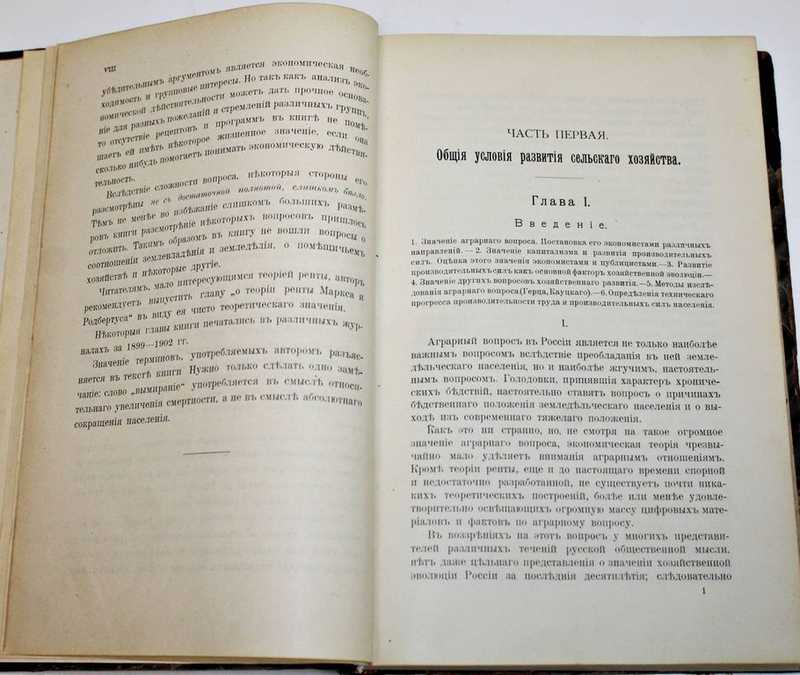 VIII
убѣдительнымъ аргументомъ является экономическая необ-
ходимость и групповые интересы. Но такъ какъ анализъ эко-
номической дѣйствительности можетъ дать прочное основа-
ніе для разныхъ пожеланій и стремленій различныхъ группъ,
то отсутствіе рецептовъ и программъ въ книгѣ не помѣ-
шаетъ ей имѣть нѣкоторое жизненное значеніе, если она
сколько нибудь помогаетъ понимать экономическую дѣйстви-
тельность.
Вслѣдствіе сложности вопроса, нѣкоторыя стороны его
разсмотрѣны не съ достаточной полнотой, слишкомъ бѣгло.
Тѣмъ не менѣе во избѣжаніе слишкомъ большихъ размѣ-
ровъ книги разсмотрѣніе нѣкоторыхъ вопросовъ пришлось
отложить. Такимъ образомъ въ книгу не вошли вопросы о
соотношеніи землевладѣнія и земледѣлія, о помѣщичьемъ
хозяйствѣ и нѣкоторые другіе.
Читателямъ, мало интересующимся теоріей ренты, авторъ
рекомендуетъ выпустить главу „о теоріи ренты Маркса и
Родбертуса“ въ виду ея чисто теоретическаго значенія.
Нѣкоторыя главы книги печатались въ различныхъ жур-
налахъ за 1899—1902 гг.
Значеніе терминовъ, употребляемыхъ авторомъ разъяс-
няется въ текстѣ книги Нужно только сдѣлать одно замѣ-
чаніе: слово „вымираніе“ употребляется въ смыслѣ относи-
тельнаго увеличенія смертности, а не въ смыслѣ абсолютнаго
сокращенія населенія.
ЧАСТЬ ПЕРВАЯ.
Общія условія развитія сельскаго хозяйства.
Глава I.
Введеніе.
1. Значеніе аграрнаго вопроса. Постановка его экономистами различныхъ
направленій. — 2. Значеніе капитализма и развитія производительныхъ
силъ. Оцѣнка этого значенія экономистами и публицистами.—3. Развитіе
производительныхъ силъ какъ основной факторъ хозяйственной эволюціи.—
4. Значеніе другихъ вопросовъ хозяйственнаго развитія.—5. Методы изслѣ-
дованія аграрнаго вопроса (Герца, Кауцкаго).—6. Опредѣленія техническаго
прогресса производительности труда и производительныхъ силъ населенія.
I.
Аграрный вопросъ въ Россіи является не только наиболѣе
важнымъ вопросомъ вслѣдствіе преобладанія въ ней земле-
дѣльческаго населенія, но и наиболѣе жгучимъ, настоятель-
нымъ вопросомъ. Голодовки, принявшія характеръ хрониче-
скихъ бѣдствій, настоятельно ставятъ вопросъ о причинахъ
бѣдственнаго положенія земледѣльческаго населенія и о вы-
ходѣ изъ современнаго тяжелаго положенія.
Какъ это ни странно, но, не смотря на такое огромное
значеніе аграрнаго вопроса, экономическая теорія чрезвы-
чайно мало удѣляетъ вниманія аграрнымъ отношеніямъ.
Кромѣ теоріи ренты, еще и до настоящаго времени спорной
и недостаточно разработанной, не существуетъ почти ника-
кихъ теоретическихъ построеній, болѣе или менѣе удовле-
творительно освѣщающихъ огромную массу цифровыхъ мате-
ріаловъ и фактовъ по аграрному вопросу.
Въ воззрѣніяхъ на этотъ вопросъ у многихъ представи-
телей различныхъ теченій русской общественной мысли.
нѣтъ даже цѣльнаго представленія о значеніи хозяйственной
эволюціи Россіи за послѣднія десятилѣтія; слѣдовательно
1